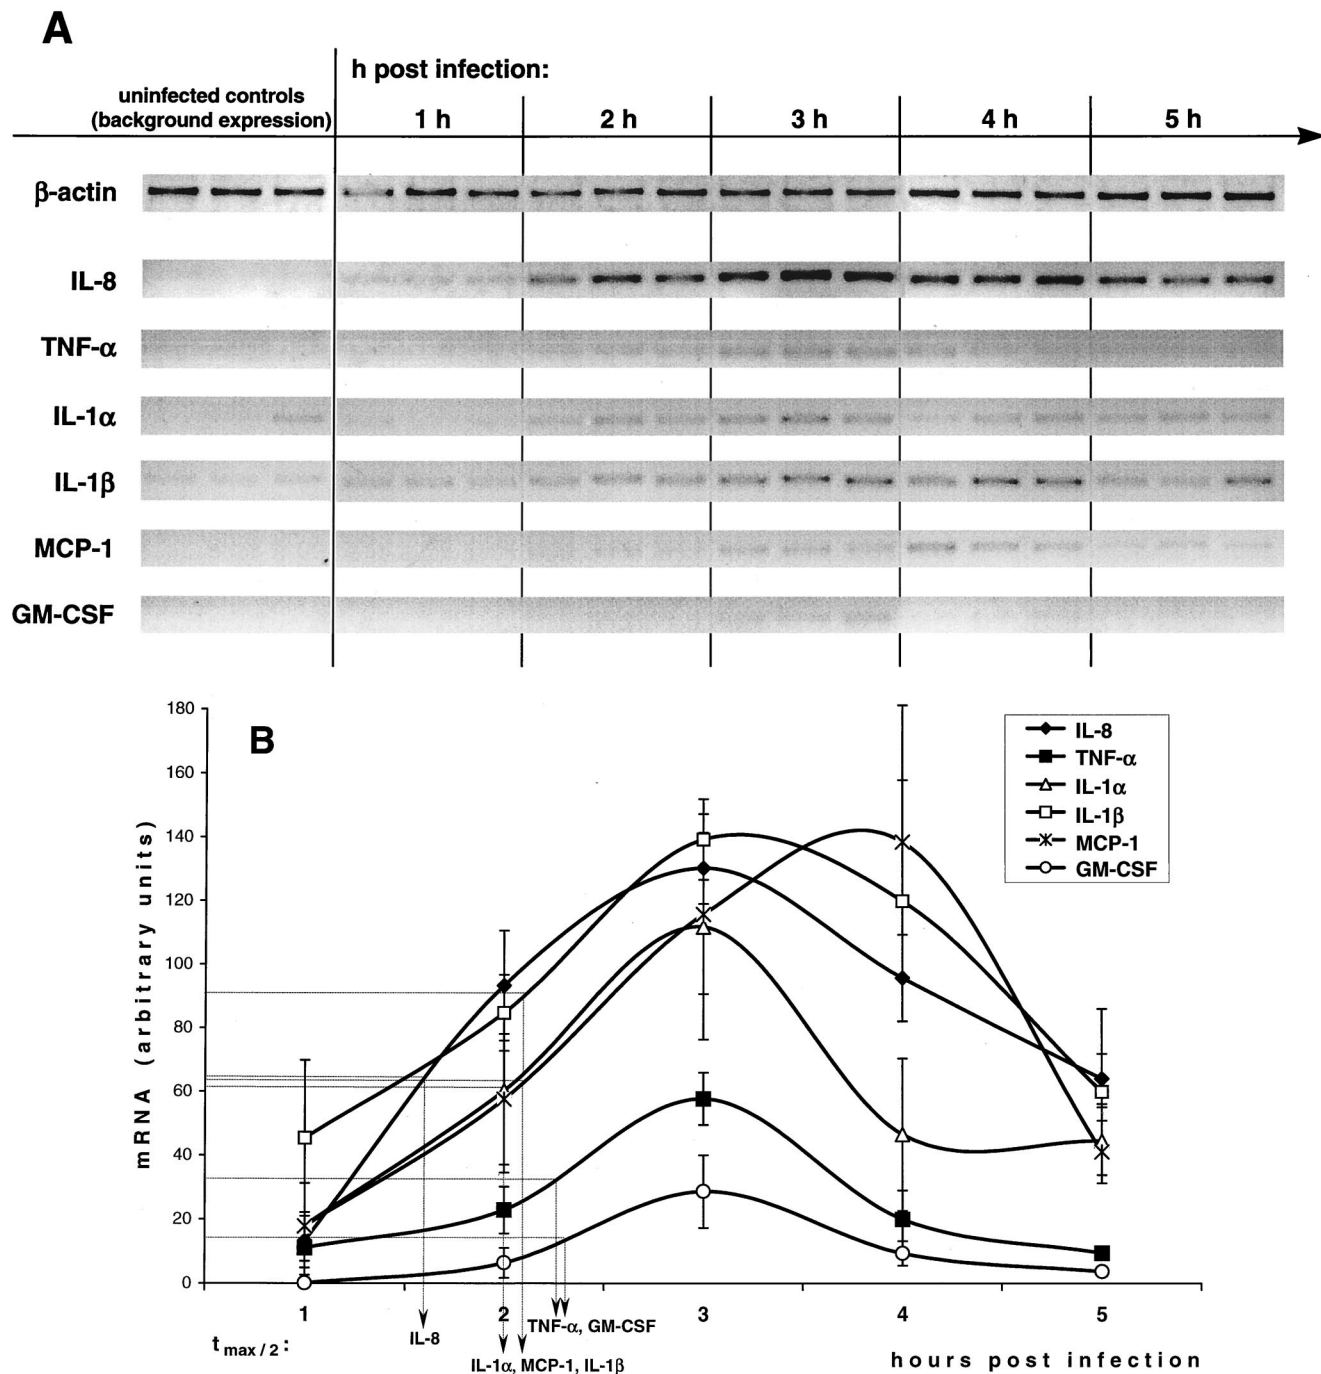 A
h post infection:
uninfected controls
(background expression)
1 h 2 h 3 h 4 h 5 h
β-actin
IL-8
TNF-α
IL-1α
IL-1β
MCP-1
GM-CSF
B
180
160
140
120
100
80
60
40
20
0
mRNA (arbitrary units)
IL-8
TNF-α
IL-1α
IL-1β
MCP-1
GM-CSF
1 2 3 4 5
t max / 2 :
IL-8
TNF-α, GM-CSF
IL-1α, MCP-1, IL-1β
hours post infection